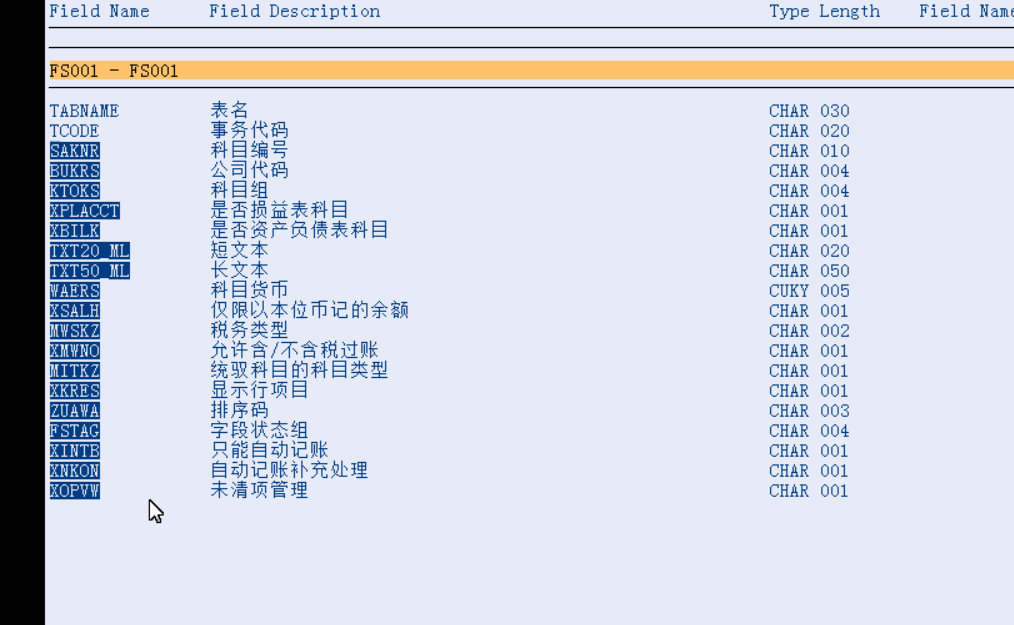 Field Name Field Description Type Length Field Name
FS001 - FS001
TABNAME 表名 CHAR 030
TCODE 事务代码 CHAR 020
SAKNR 科目编号 CHAR 010
BUKRS 公司代码 CHAR 004
KTOKS 科目组 CHAR 004
XPLACCT 是否损益表科目 CHAR 001
XBILK 是否资产负债表科目 CHAR 001
TXT20_ML 短文本 CHAR 020
TXT50_ML 长文本 CHAR 050
WAERS 科目货币 CUKY 005
XSALH 仅限以本位币记的余额 CHAR 001
MWSKZ 税务类型 CHAR 002
XMWNO 允许含/不含税过账 CHAR 001
MITKZ 统驭科目的科目类型 CHAR 001
XKRES 显示行项目 CHAR 001
ZUAWA 排序码 CHAR 003
FSTAG 字段状态组 CHAR 004
XINTB 只能自动记账 CHAR 001
XNKON 自动记账补充处理 CHAR 001
XOPVW 未清项管理 CHAR 001